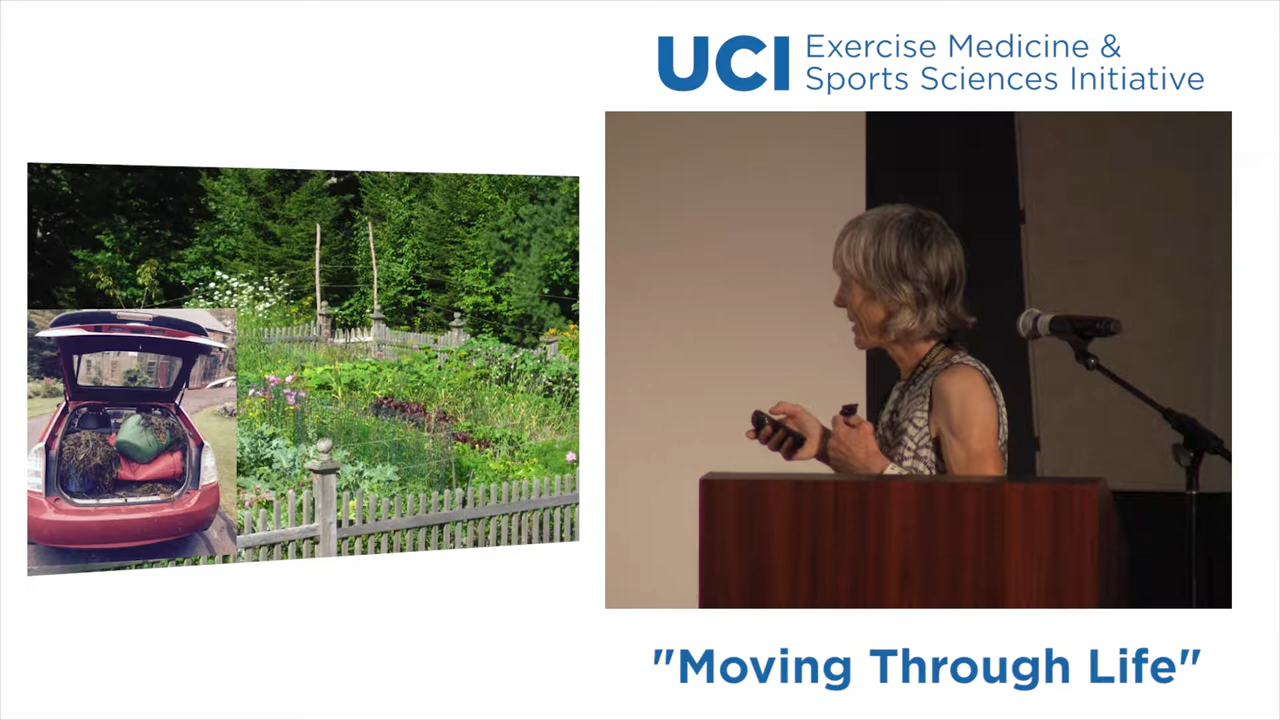 UCI Exercise Medicine &
Sports Sciences Initiative
"Moving Through Life"